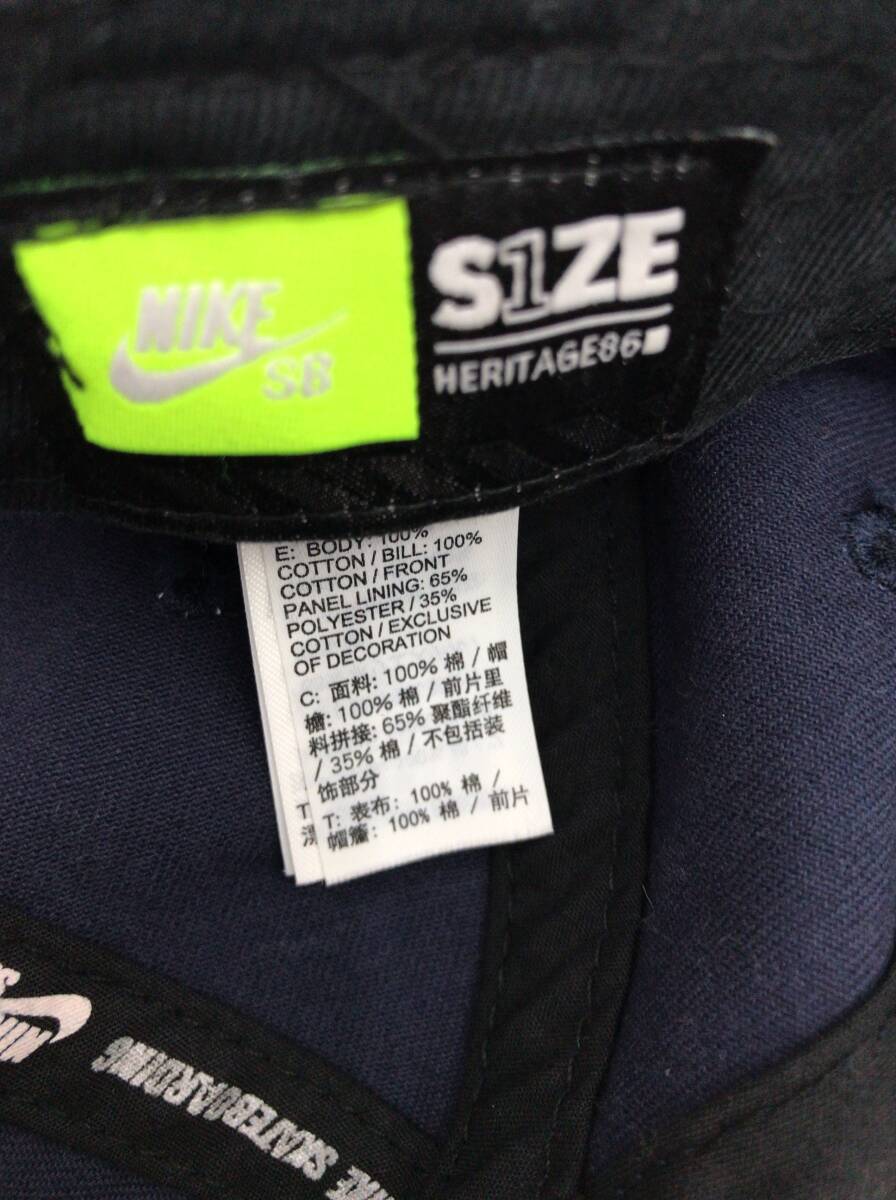 NIKE
SB
S1ZE
HERITAGE86
E: BODY: 100%
COTTON / BILL: 100%
COTTON / FRONT
PANEL LINING: 65%
POLYESTER / 35%
COTTON / EXCLUSIVE
OF DECORATION
C: 面料: 100% 棉 / 帽
檐: 100% 棉 / 前片里
料拼接: 65% 聚酯纤维
/ 35% 棉 / 不包括装
饰部分
T: 表布: 100% 棉 /
帽簷: 100% 棉 / 前片
T
SKATEBOARDING